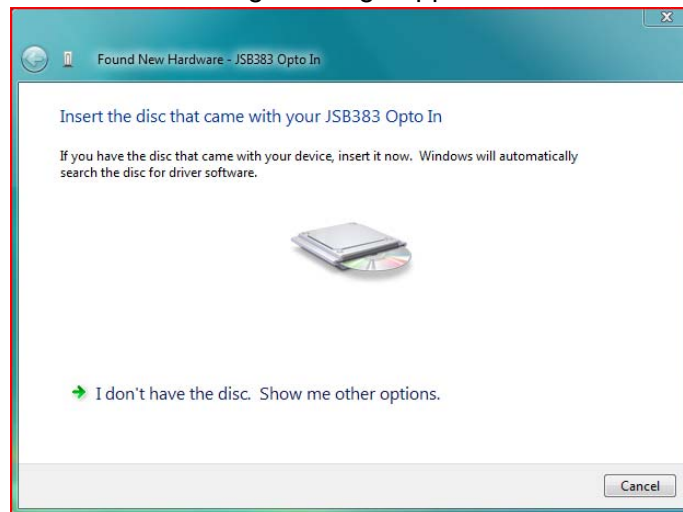 Found New Hardware - JSB383 Opto In
Insert the disc that came with your JSB383 Opto In
If you have the disc that came with your device, insert it now. Windows will automatically
search the disc for driver software.
I don't have the disc. Show me other options.
Cancel